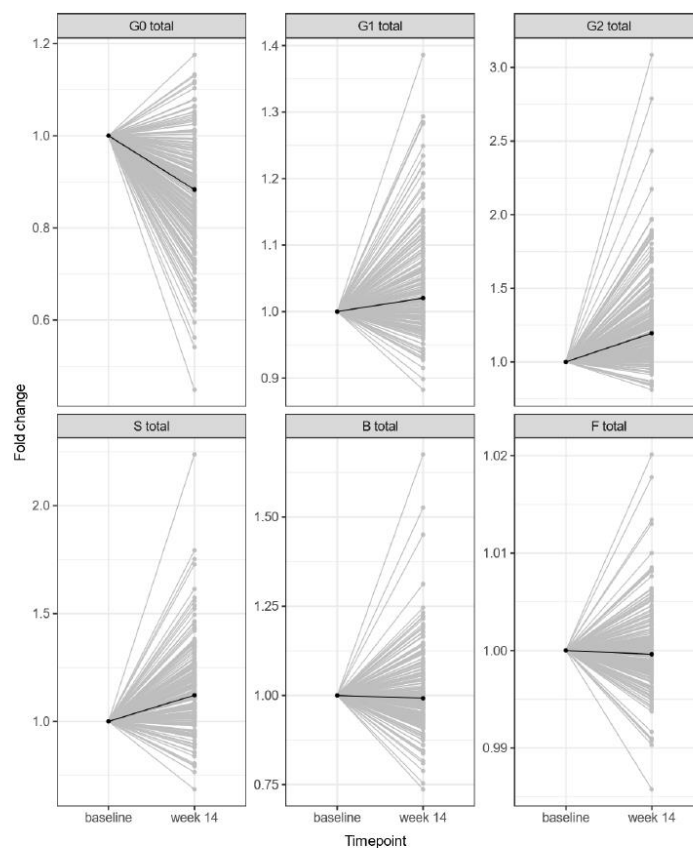 G0 total
G1 total
G2 total
1.2
1.0
0.8
0.6
1.4
1.3
1.2
1.1
1.0
0.9
3.0
2.5
2.0
1.5
1.0
Fold change
S total
B total
F total
2.0
1.5
1.0
1.50
1.25
1.00
0.75
1.02
1.01
1.00
0.99
baseline week 14
baseline week 14
baseline week 14
Timepoint